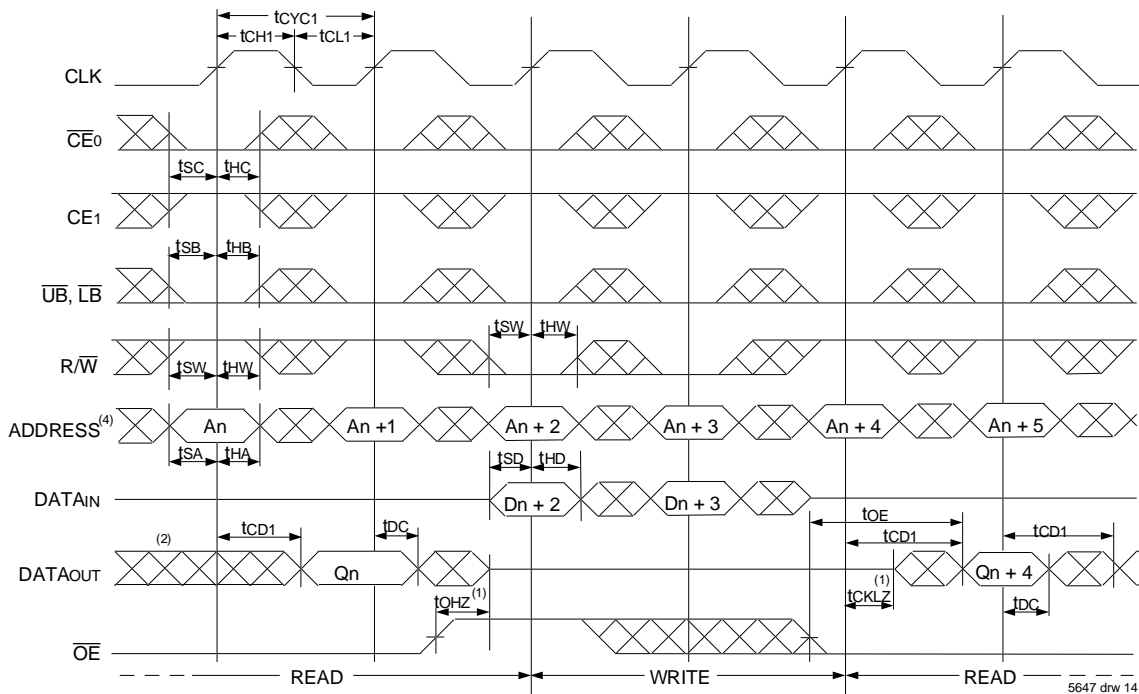 tCYC1
tCH1 tCL1
CLK
CE0
tSC tHC
CE1
tSB tHB
UB, LB
tSW tHW
R/W
tSW tHW
ADDRESS(4) An An +1 An + 2 An + 3 An + 4 An + 5
tSA tHA tSD tHD
DATAIN Dn + 2 Dn + 3
tOE
tCD1 tDC tCD1 tCD1
(2)
DATAOUT Qn Qn + 4
tOHZ(1) tCKLZ(1) tDC
OE
READ WRITE READ
5647 drw 14